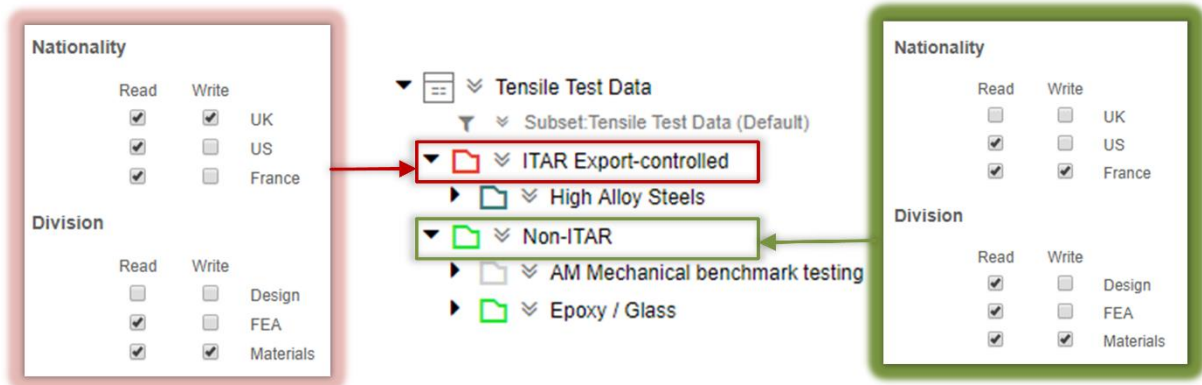 Nationality
Read Write
UK
US
France
Division
Read Write
Design
FEA
Materials
Tensile Test Data
Subset:Tensile Test Data (Default)
ITAR Export-controlled
High Alloy Steels
Non-ITAR
AM Mechanical benchmark testing
Epoxy / Glass
Nationality
Read Write
UK
US
France
Division
Read Write
Design
FEA
Materials